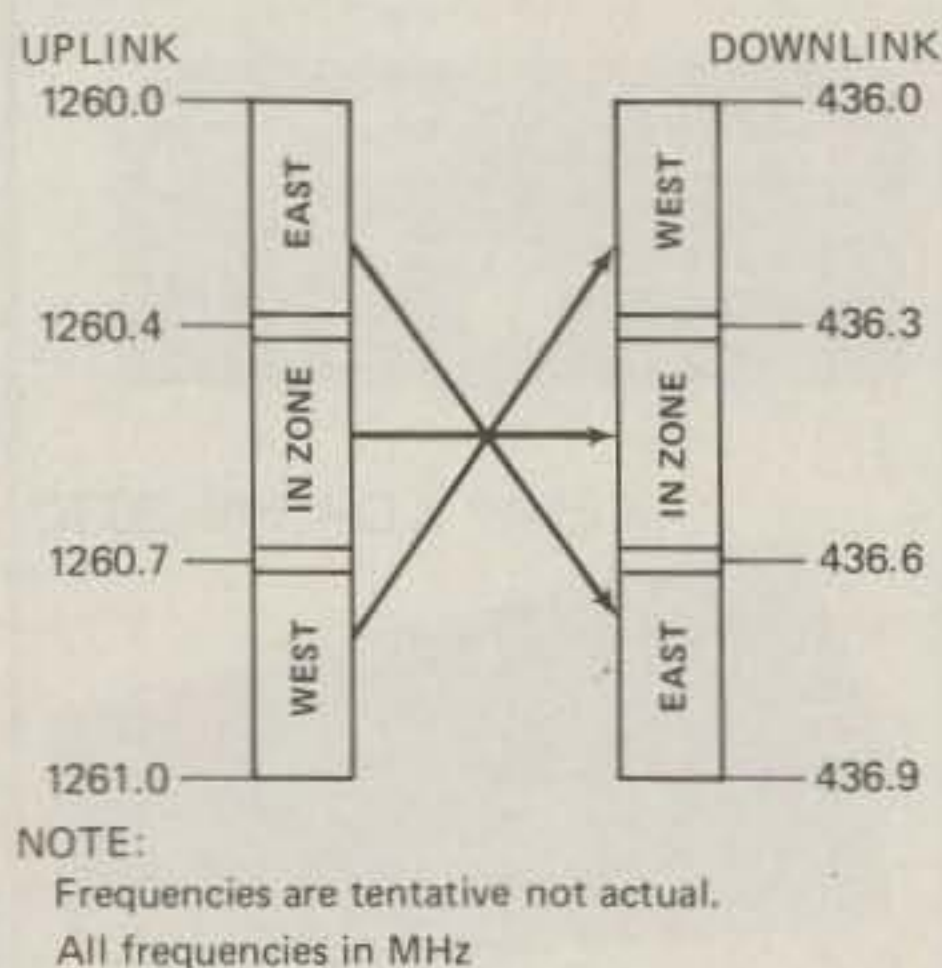 UPLINK DOWNLINK
1260.0 436.0
EAST WEST
1260.4 436.3
IN ZONE IN ZONE
1260.7 436.6
WEST EAST
1261.0 436.9
NOTE:
Frequencies are tentative not actual.
All frequencies in MHz